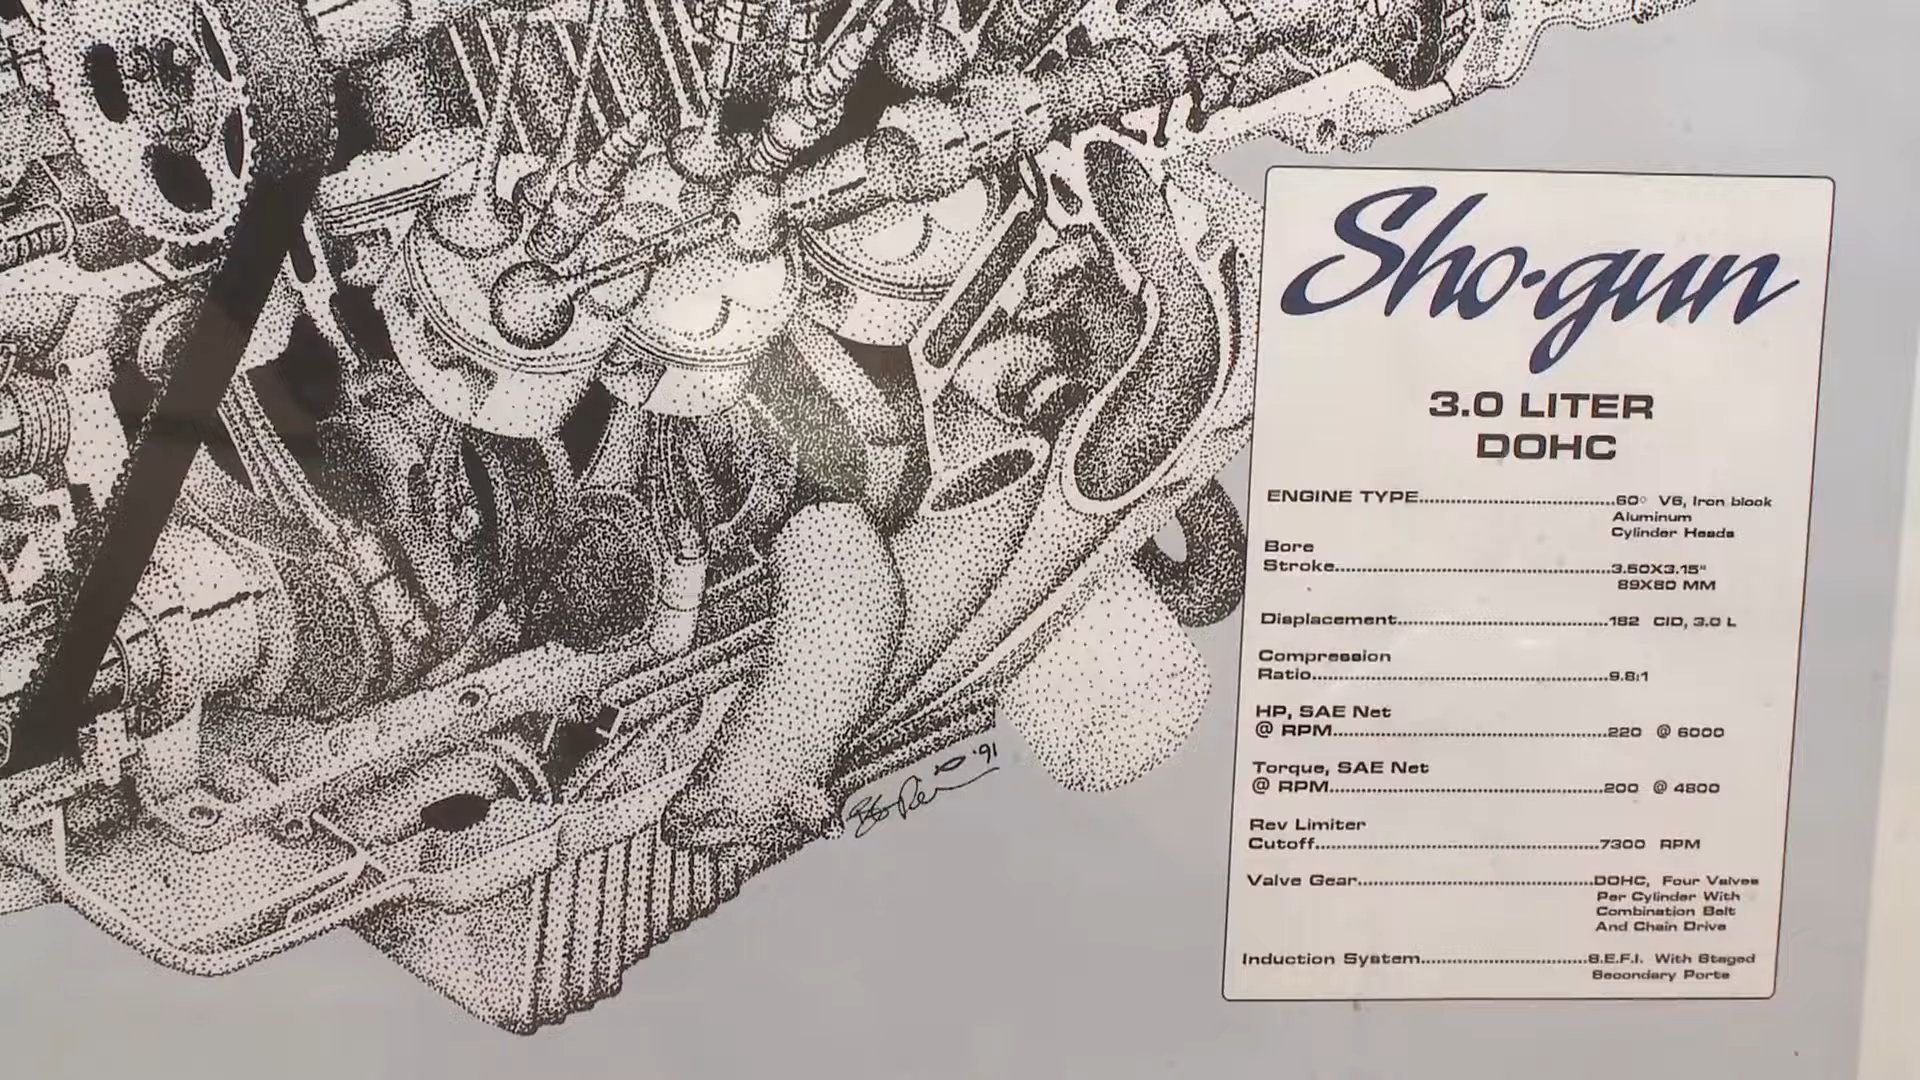 Sho-gun
3.0 LITER
DOHC
ENGINE TYPE..............................60° V6, Iron block
Aluminum
Cylinder Heads
Bore
Stroke..............................3.50X3.15"
89X80 MM
Displacement..............................182 CID, 3.0 L
Compression
Ratio..............................9.8:1
HP, SAE Net
@ RPM..............................220 @ 6000
Torque, SAE Net
@ RPM..............................200 @ 4800
Rev Limiter
Cutoff..............................7300 RPM
Valve Gear..............................DOHC, Four Valves
Per Cylinder With
Combination Belt
And Chain Drive
Induction System..............................S.E.F.I. With Staged
Secondary Ports
'91